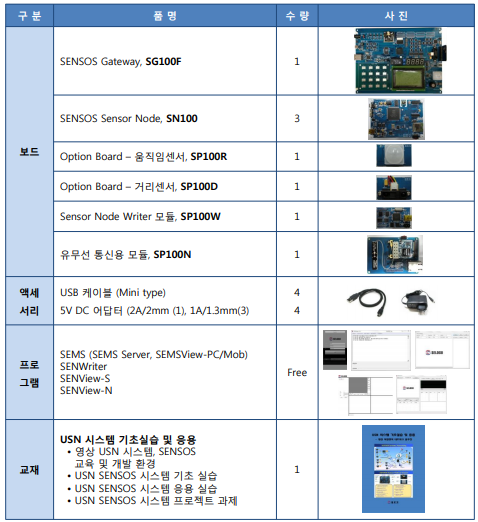 구 분 품 명 수 량 사 진
보드
SENSOS Gateway, SG100F 1
SENSOS Sensor Node, SN100 3
Option Board – 움직임센서, SP100R 1
Option Board – 거리센서, SP100D 1
Sensor Node Writer 모듈, SP100W 1
유무선 통신용 모듈, SP100N 1
액세
서리
USB 케이블 (Mini type) 4
5V DC 어답터 (2A/2mm (1), 1A/1.3mm(3) 4
프로
그램
SEMS (SEMS Server, SEMSView-PC/Mob)
SENWriter
SENView-S
SENView-N
Free
교재
USN 시스템 기초실습 및 응용
• 영상 USN 시스템, SENSOS
교육 및 개발 환경
• USN SENSOS 시스템 기초 실습
• USN SENSOS 시스템 응용 실습
• USN SENSOS 시스템 프로젝트 과제
1